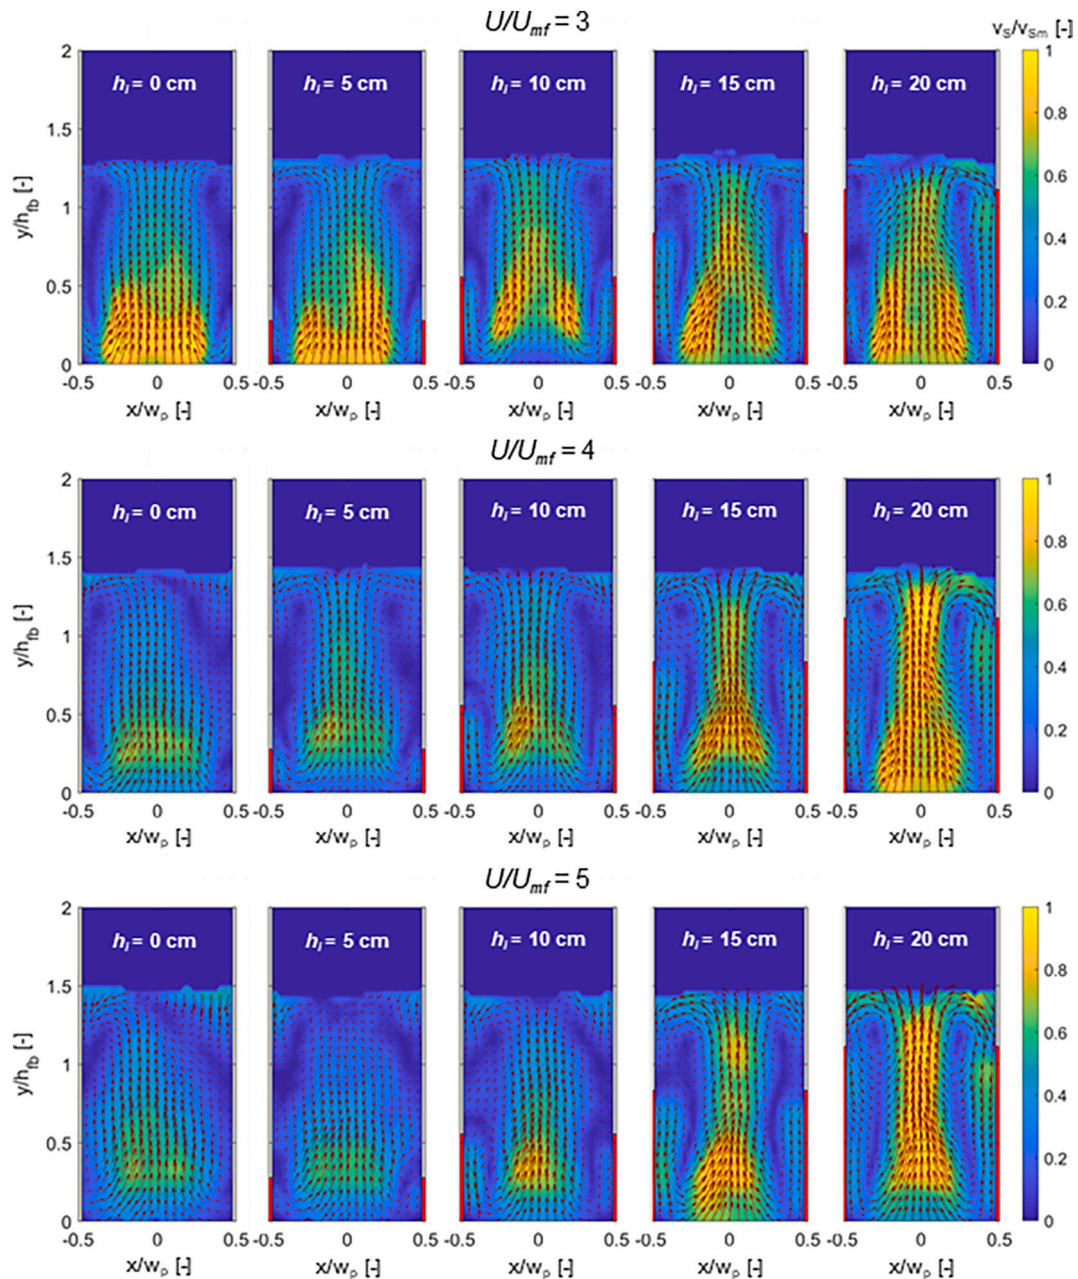 U/Umf = 3
vS/vSm [-]
hI = 0 cm hI = 5 cm hI = 10 cm hI = 15 cm hI = 20 cm
2 1.5 1 0.5 0
y/hfb [-]
1 0.8 0.6 0.4 0.2 0
-0.5 0 0.5 -0.5 0 0.5 -0.5 0 0.5 -0.5 0 0.5 -0.5 0 0.5
x/wp [-] x/wp [-] x/wp [-] x/wp [-] x/wp [-]
U/Umf = 4
hI = 0 cm hI = 5 cm hI = 10 cm hI = 15 cm hI = 20 cm
2 1.5 1 0.5 0
y/hfb [-]
1 0.8 0.6 0.4 0.2 0
-0.5 0 0.5 -0.5 0 0.5 -0.5 0 0.5 -0.5 0 0.5 -0.5 0 0.5
x/wp [-] x/wp [-] x/wp [-] x/wp [-] x/wp [-]
U/Umf = 5
hI = 0 cm hI = 5 cm hI = 10 cm hI = 15 cm hI = 20 cm
2 1.5 1 0.5 0
y/hfb [-]
1 0.8 0.6 0.4 0.2 0
-0.5 0 0.5 -0.5 0 0.5 -0.5 0 0.5 -0.5 0 0.5 -0.5 0 0.5
x/wp [-] x/wp [-] x/wp [-] x/wp [-] x/wp [-]